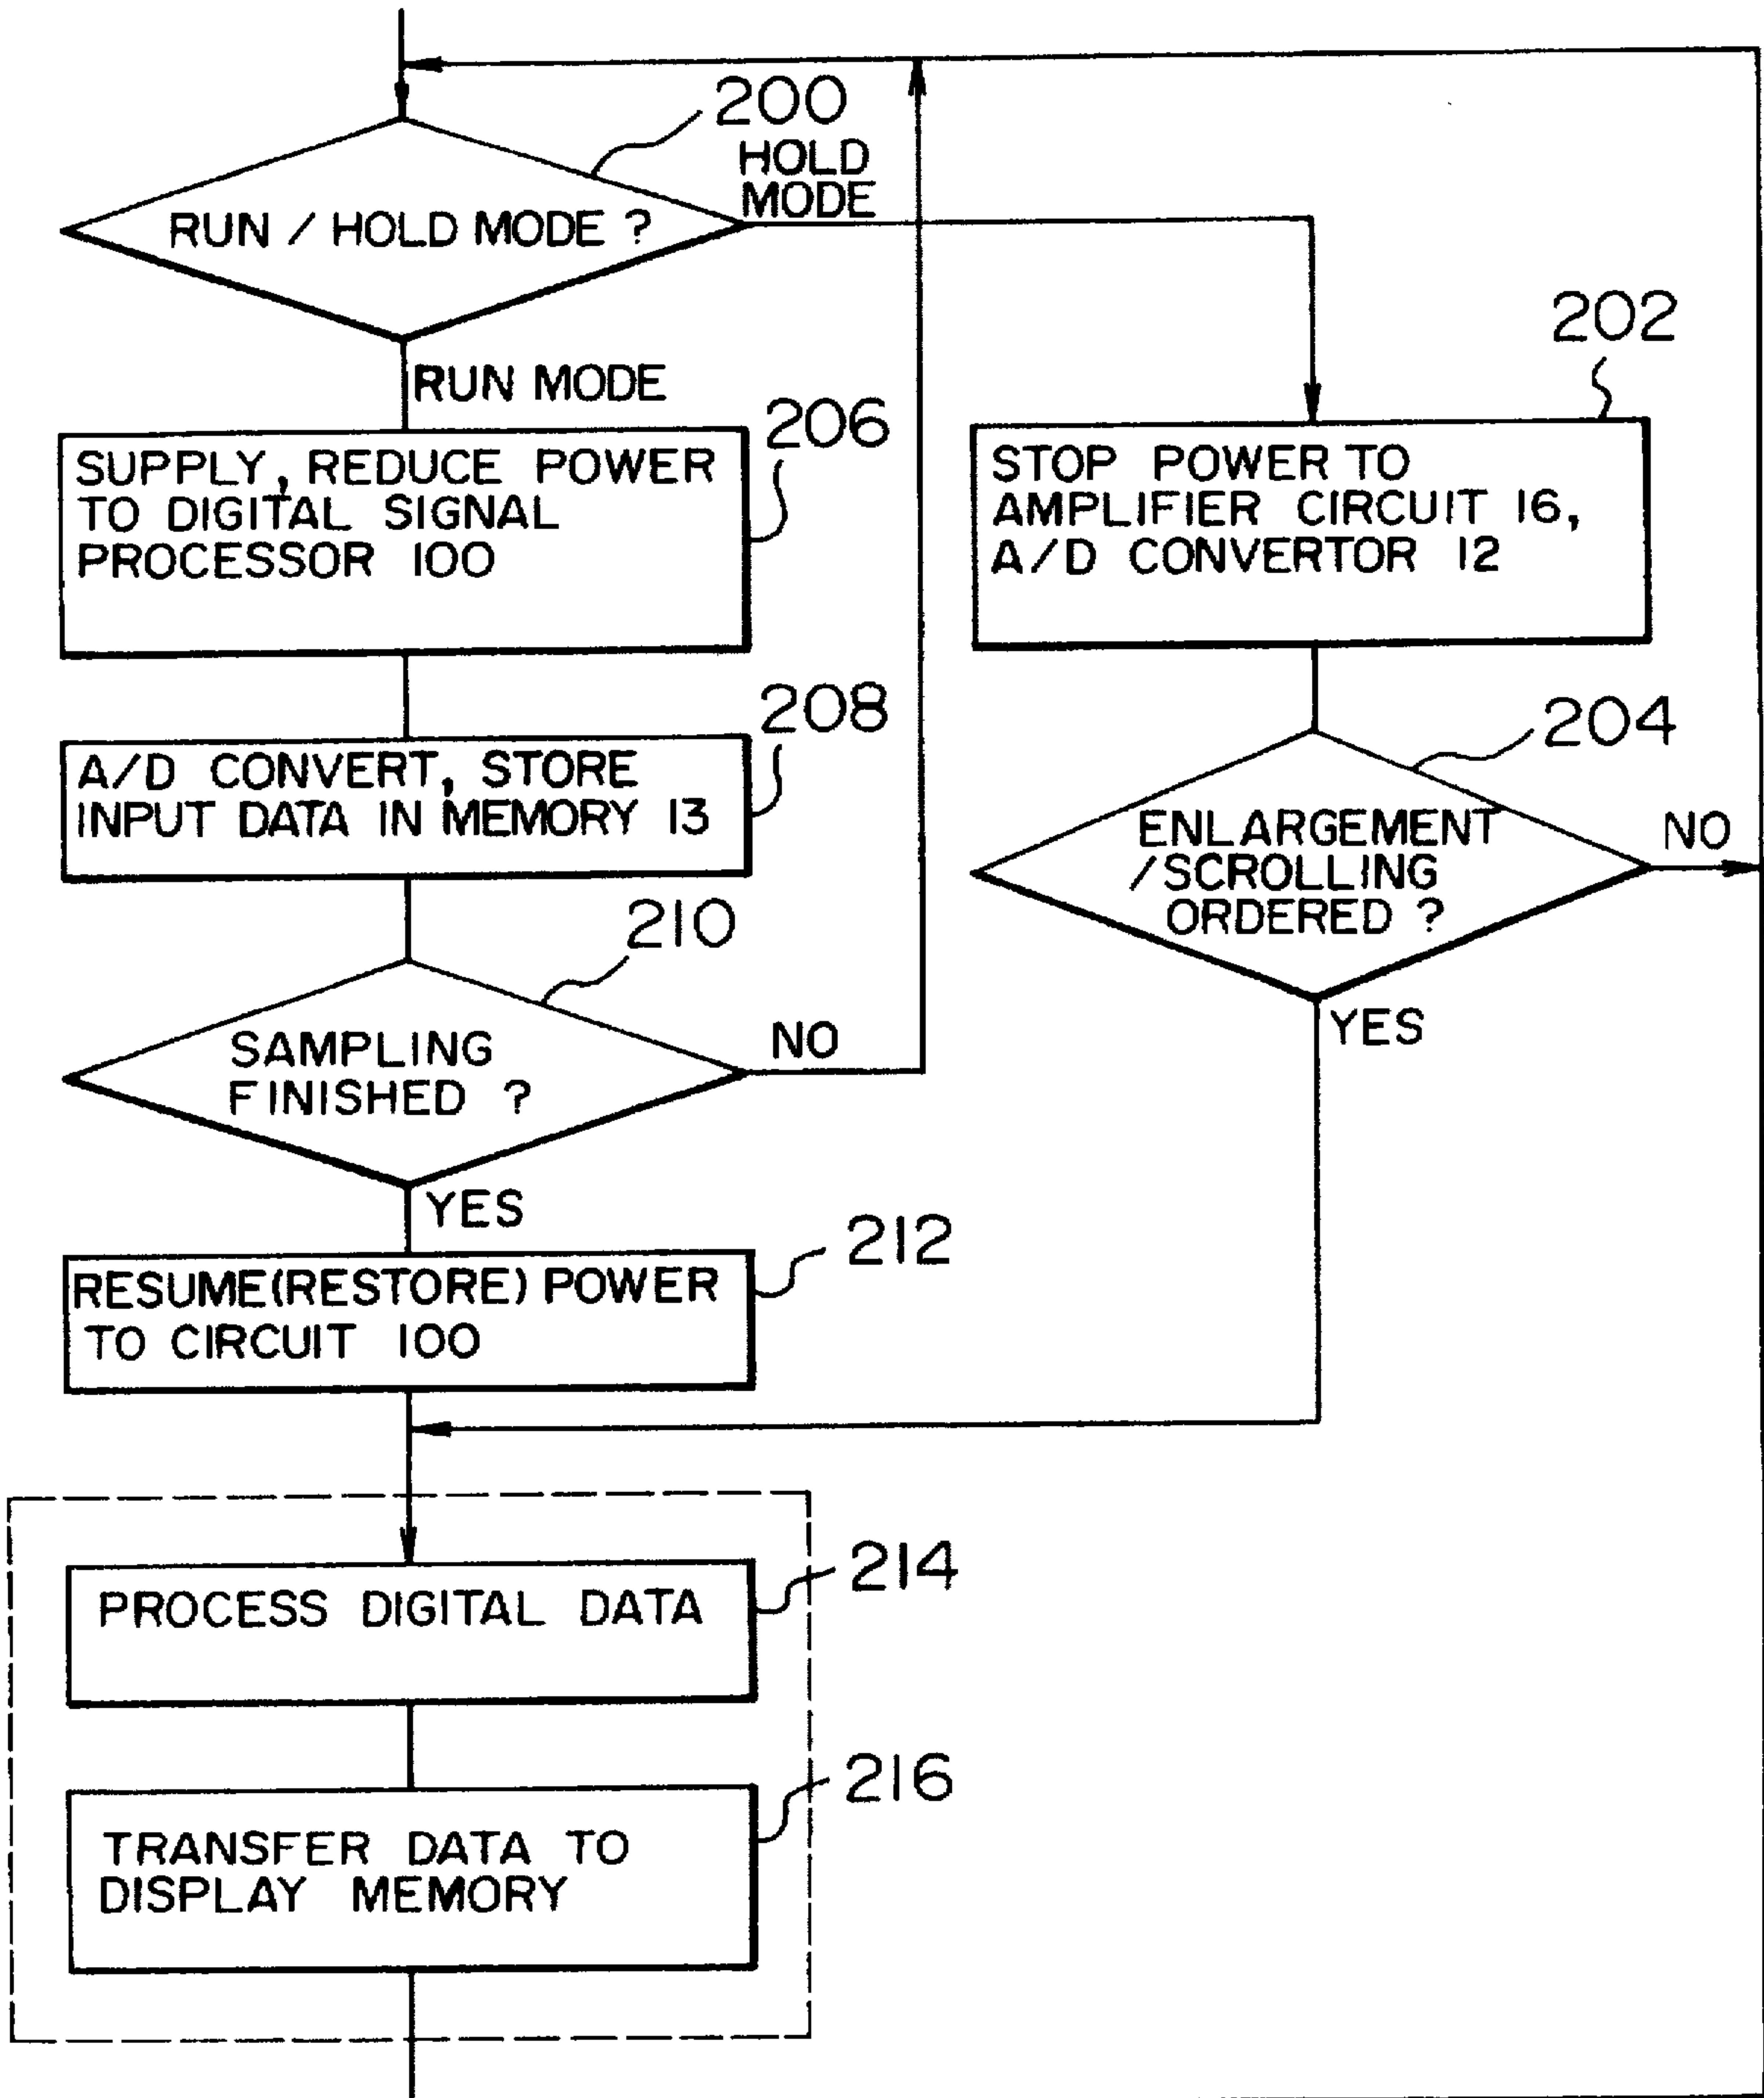 200
HOLD
MODE
RUN / HOLD MODE ?
RUN MODE
202
206
SUPPLY, REDUCE POWER
TO DIGITAL SIGNAL
PROCESSOR 100
STOP POWER TO
AMPLIFIER CIRCUIT 16,
A/D CONVERTOR 12
208
A/D CONVERT, STORE
INPUT DATA IN MEMORY 13
204
ENLARGEMENT
/SCROLLING
ORDERED ?
NO
YES
210
SAMPLING
FINISHED ?
NO
YES
212
RESUME(RESTORE) POWER
TO CIRCUIT 100
214
PROCESS DIGITAL DATA
216
TRANSFER DATA TO
DISPLAY MEMORY